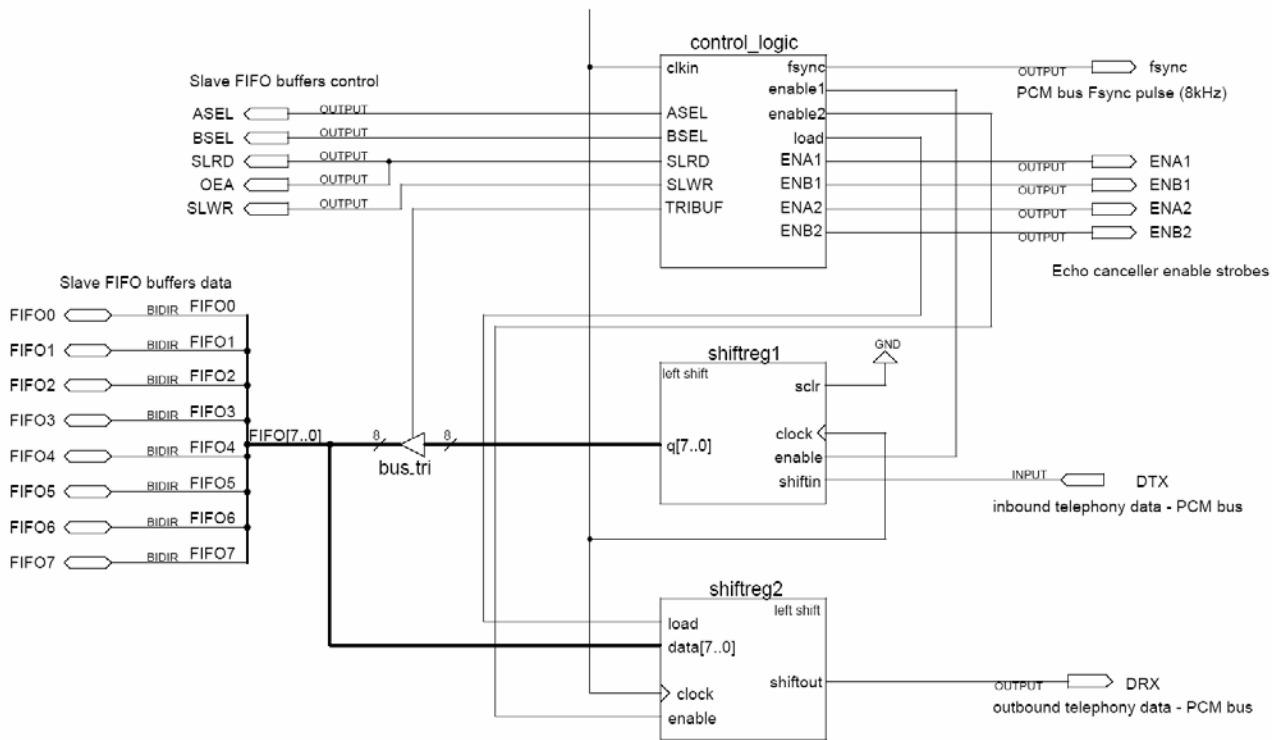 control_logic
clkin fsync OUTPUT fsync
enable1 PCM bus Fsync pulse (8kHz)
Slave FIFO buffers control
enable2
ASEL OUTPUT ASEL
BSEL OUTPUT BSEL load
SLRD OUTPUT SLRD ENA1 OUTPUT ENA1
OEA OUTPUT SLWR ENB1 OUTPUT ENB1
SLWR OUTPUT TRIBUF ENA2 OUTPUT ENA2
ENB2 OUTPUT ENB2
Echo canceller enable strobes
Slave FIFO buffers data
FIFO0 BIDIR FIFO0
FIFO1 BIDIR FIFO1
FIFO2 BIDIR FIFO2
FIFO3 BIDIR FIFO3
FIFO[7..0]
FIFO4 BIDIR FIFO4
FIFO5 BIDIR FIFO5
FIFO6 BIDIR FIFO6
FIFO7 BIDIR FIFO7
8 8
bus_tri
shiftreg1
left shift
GND
sclr
clock
q[7..0]
enable
shiftin INPUT DTX
inbound telephony data - PCM bus
shiftreg2
left shift
load
data[7..0]
shiftout OUTPUT DRX
clock
outbound telephony data - PCM bus
enable